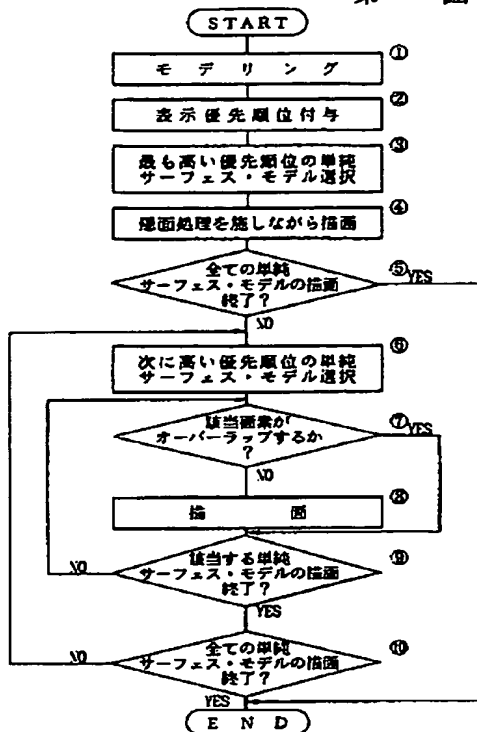 第 図
START
①
モデリング
②
表示優先順位付与
③
最も高い優先順位の単純
サーフェス・モデル選択
④
隠面処理を施しながら描画
⑤
全ての単純
サーフェス・モデルの描画
終了?
YES
NO
⑥
次に高い優先順位の単純
サーフェス・モデル選択
⑦
該当画素が
オーバーラップするか
?
YES
NO
⑧
描画
⑨
該当する単純
サーフェス・モデルの描画
終了?
NO
YES
⑩
全ての単純
サーフェス・モデルの描画
終了?
NO
YES
END